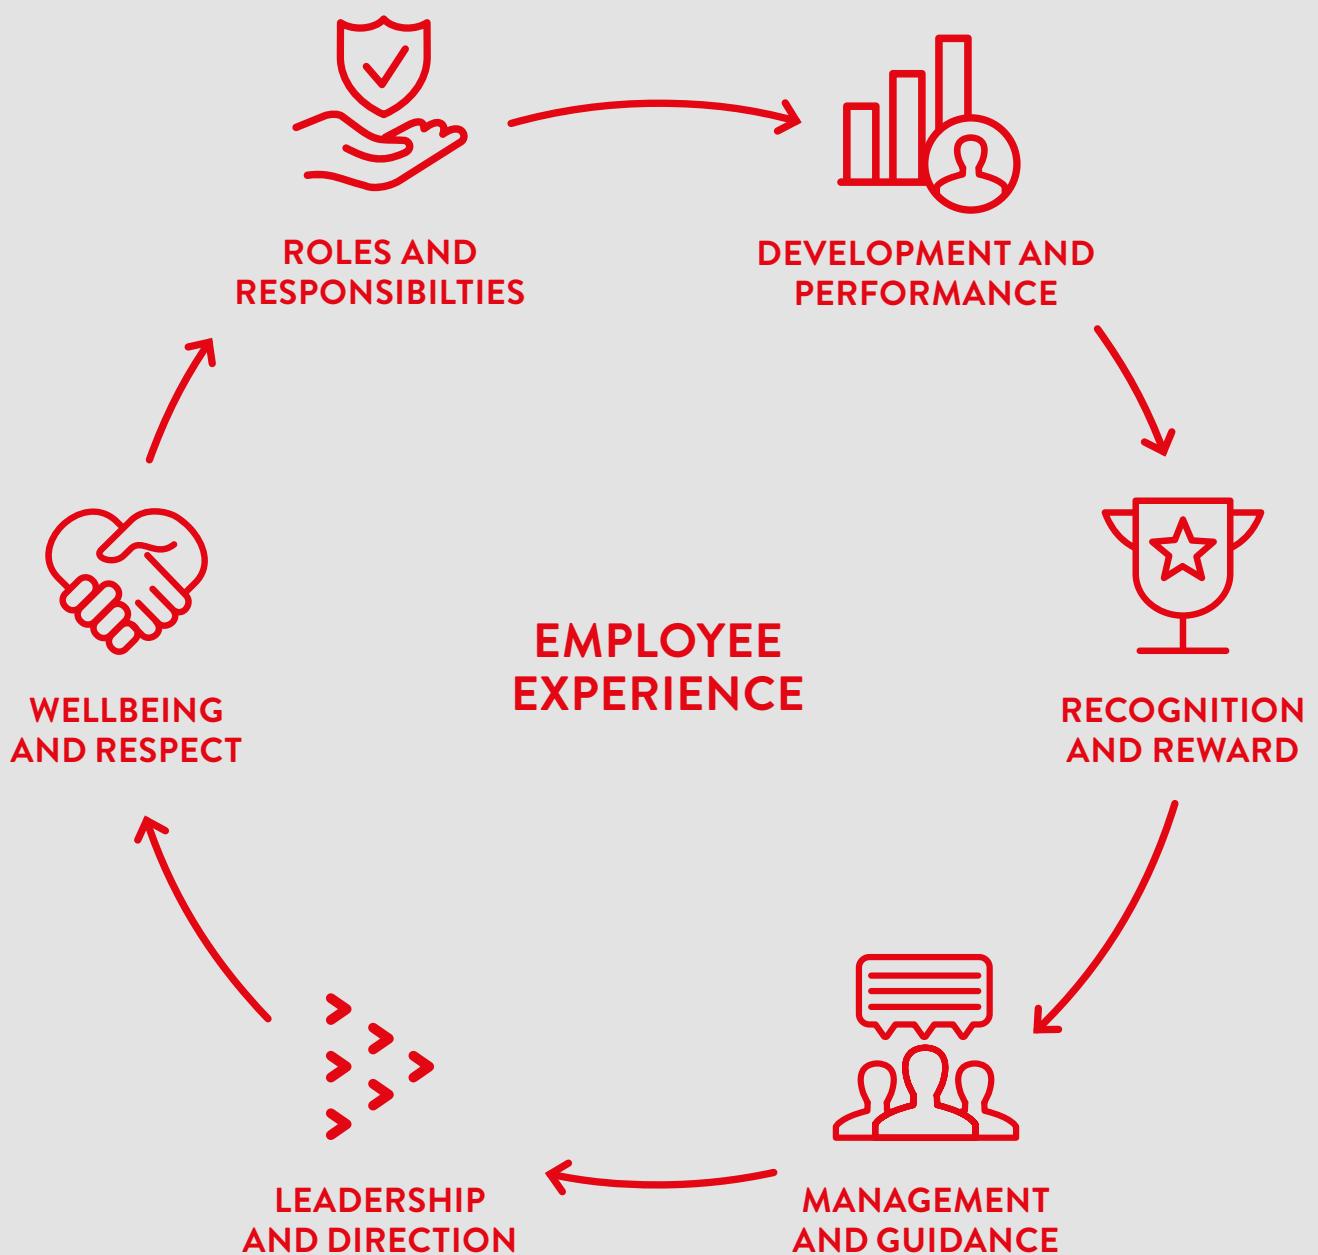 ROLES AND
RESPONSIBILTIES
DEVELOPMENT AND
PERFORMANCE
EMPLOYEE
EXPERIENCE
WELLBEING
AND RESPECT
RECOGNITION
AND REWARD
LEADERSHIP
AND DIRECTION
MANAGEMENT
AND GUIDANCE